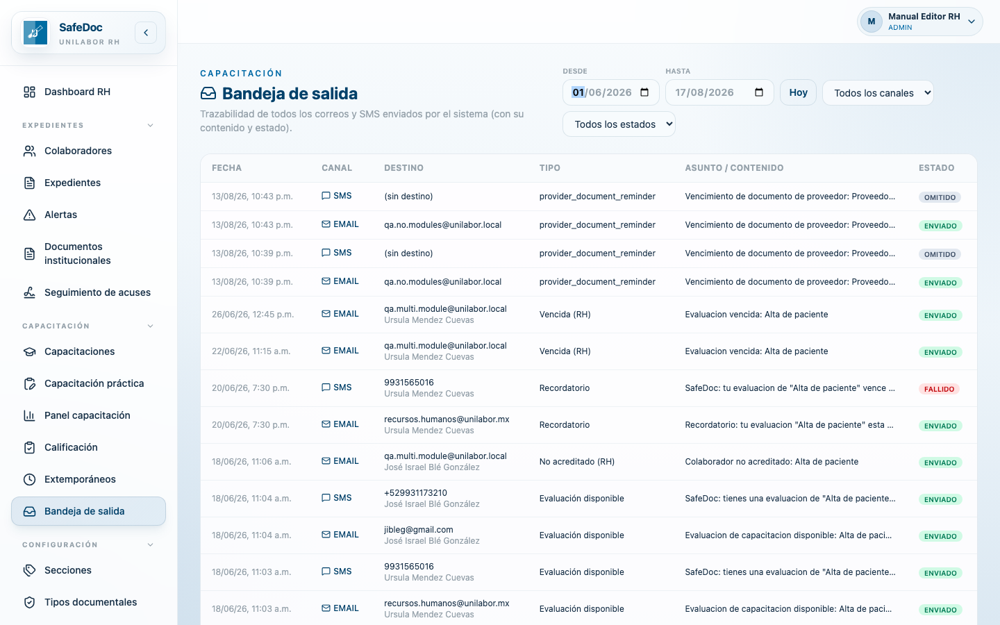 SafeDoc
UNILABOR RH
Dashboard RH
EXPEDIENTES
Colaboradores
Expedientes
Alertas
Documentos
institucionales
Seguimiento de acuses
CAPACITACIÓN
Capacitaciones
Capacitación práctica
Panel capacitación
Calificación
Extemporáneos
Bandeja de salida
CONFIGURACIÓN
Secciones
Tipos documentales
M
Manual Editor RH
ADMIN
CAPACITACIÓN
Bandeja de salida
Trazabilidad de todos los correos y SMS enviados por el sistema (con su
contenido y estado).
DESDE
01/06/2026
HASTA
17/08/2026
Hoy
Todos los canales
Todos los estados
FECHA CANAL DESTINO TIPO ASUNTO / CONTENIDO ESTADO
13/08/26, 10:43 p.m. SMS (sin destino) provider_document_reminder Vencimiento de documento de proveedor: Proveedo... OMITIDO
13/08/26, 10:43 p.m. EMAIL qa.no.modules@unilabor.local provider_document_reminder Vencimiento de documento de proveedor: Proveedo... ENVIADO
13/08/26, 10:39 p.m. SMS (sin destino) provider_document_reminder Vencimiento de documento de proveedor: Proveedo... OMITIDO
13/08/26, 10:39 p.m. EMAIL qa.no.modules@unilabor.local provider_document_reminder Vencimiento de documento de proveedor: Proveedo... ENVIADO
26/06/26, 12:45 p.m. EMAIL qa.multi.module@unilabor.local Vencida (RH) Evaluacion vencida: Alta de paciente ENVIADO
Ursula Mendez Cuevas
22/06/26, 11:15 a.m. EMAIL qa.multi.module@unilabor.local Vencida (RH) Evaluacion vencida: Alta de paciente ENVIADO
Ursula Mendez Cuevas
20/06/26, 7:30 p.m. SMS 9931565016 Recordatorio SafeDoc: tu evaluacion de "Alta de paciente" vence ... FALLIDO
Ursula Mendez Cuevas
20/06/26, 7:30 p.m. EMAIL recursos.humanos@unilabor.mx Recordatorio Recordatorio: tu evaluacion "Alta de paciente" esta ... ENVIADO
Ursula Mendez Cuevas
18/06/26, 11:06 a.m. EMAIL qa.multi.module@unilabor.local No acreditado (RH) Colaborador no acreditado: Alta de paciente ENVIADO
José Israel Blé González
18/06/26, 11:04 a.m. SMS +529931173210 Evaluación disponible SafeDoc: tienes una evaluacion de "Alta de paciente... ENVIADO
José Israel Blé González
18/06/26, 11:04 a.m. EMAIL jibleg@gmail.com Evaluación disponible Evaluacion de capacitacion disponible: Alta de paci... ENVIADO
José Israel Blé González
18/06/26, 11:03 a.m. SMS 9931565016 Evaluación disponible SafeDoc: tienes una evaluacion de "Alta de paciente... ENVIADO
Ursula Mendez Cuevas
18/06/26, 11:03 a.m. EMAIL recursos.humanos@unilabor.mx Evaluación disponible Evaluacion de capacitacion disponible: Alta de paci... ENVIADO
Ursula Mendez Cuevas